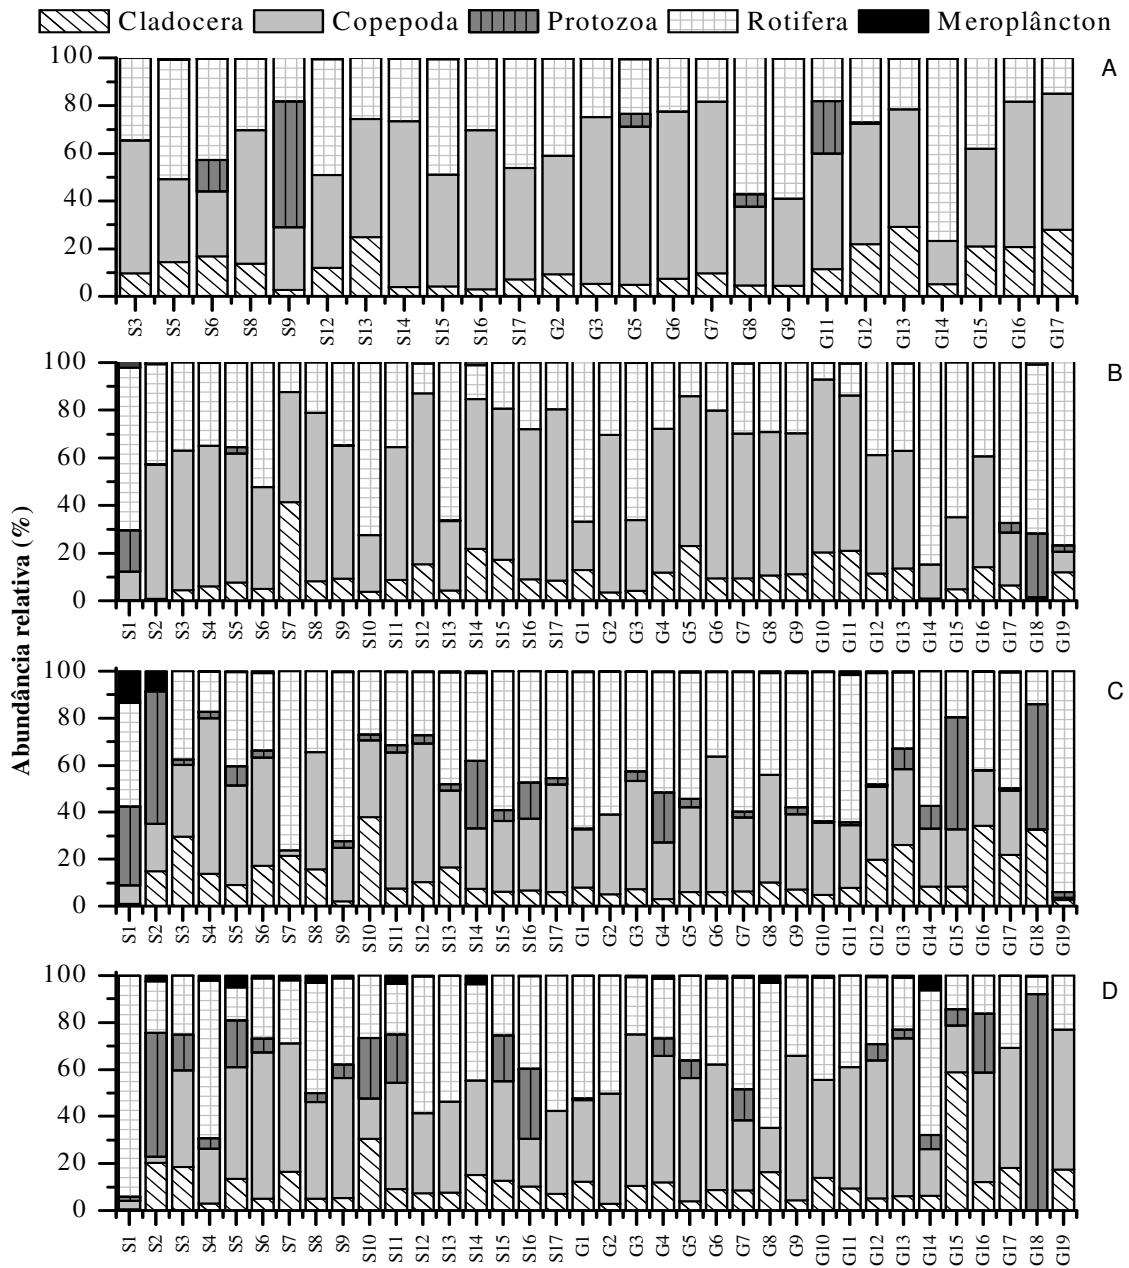 Cladocera Copepoda Protozoa Rotifera Meroplâncton
Abundância relativa (%)
A
100
80
60
40
20
0
S3 S5 S6 S8 S9 S12 S13 S14 S15 S16 S17 G2 G3 G5 G6 G7 G8 G9 G11 G12 G13 G14 G15 G16 G17
B
100
80
60
40
20
0
S1 S2 S3 S4 S5 S6 S7 S8 S9 S10 S11 S12 S13 S14 S15 S16 S17 G1 G2 G3 G4 G5 G6 G7 G8 G9 G10 G11 G12 G13 G14 G15 G16 G17 G18 G19
C
100
80
60
40
20
0
S1 S2 S3 S4 S5 S6 S7 S8 S9 S10 S11 S12 S13 S14 S15 S16 S17 G1 G2 G3 G4 G5 G6 G7 G8 G9 G10 G11 G12 G13 G14 G15 G16 G17 G18 G19
D
100
80
60
40
20
0
S1 S2 S3 S4 S5 S6 S7 S8 S9 S10 S11 S12 S13 S14 S15 S16 S17 G1 G2 G3 G4 G5 G6 G7 G8 G9 G10 G11 G12 G13 G14 G15 G16 G17 G18 G19